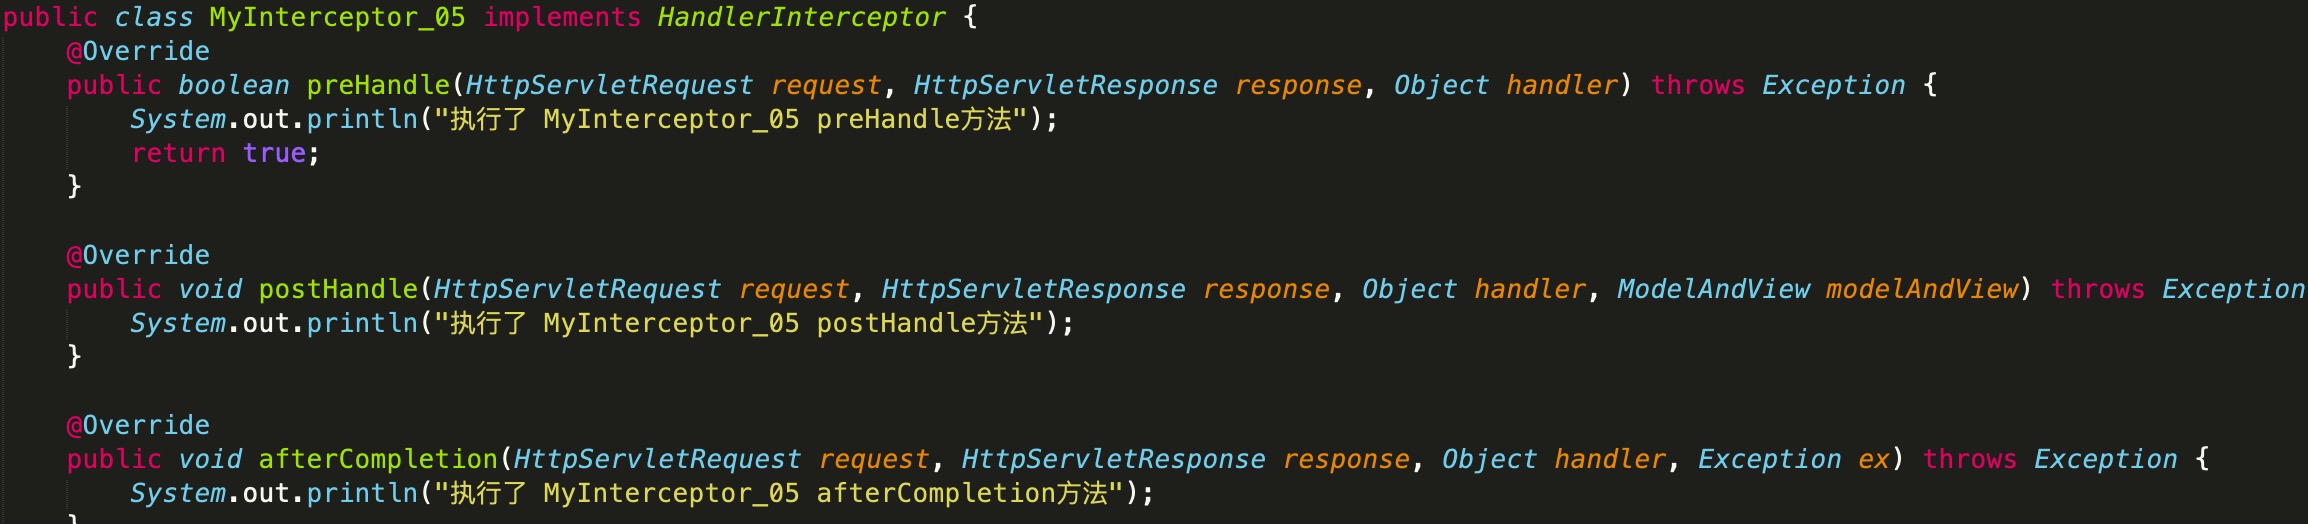 public class MyInterceptor_05 implements HandlerInterceptor {
@Override
public boolean preHandle(HttpServletRequest request, HttpServletResponse response, Object handler) throws Exception {
System.out.println("执行了 MyInterceptor_05 preHandle方法");
return true;
}
@Override
public void postHandle(HttpServletRequest request, HttpServletResponse response, Object handler, ModelAndView modelAndView) throws Exception
System.out.println("执行了 MyInterceptor_05 postHandle方法");
}
@Override
public void afterCompletion(HttpServletRequest request, HttpServletResponse response, Object handler, Exception ex) throws Exception {
System.out.println("执行了 MyInterceptor_05 afterCompletion方法");
}